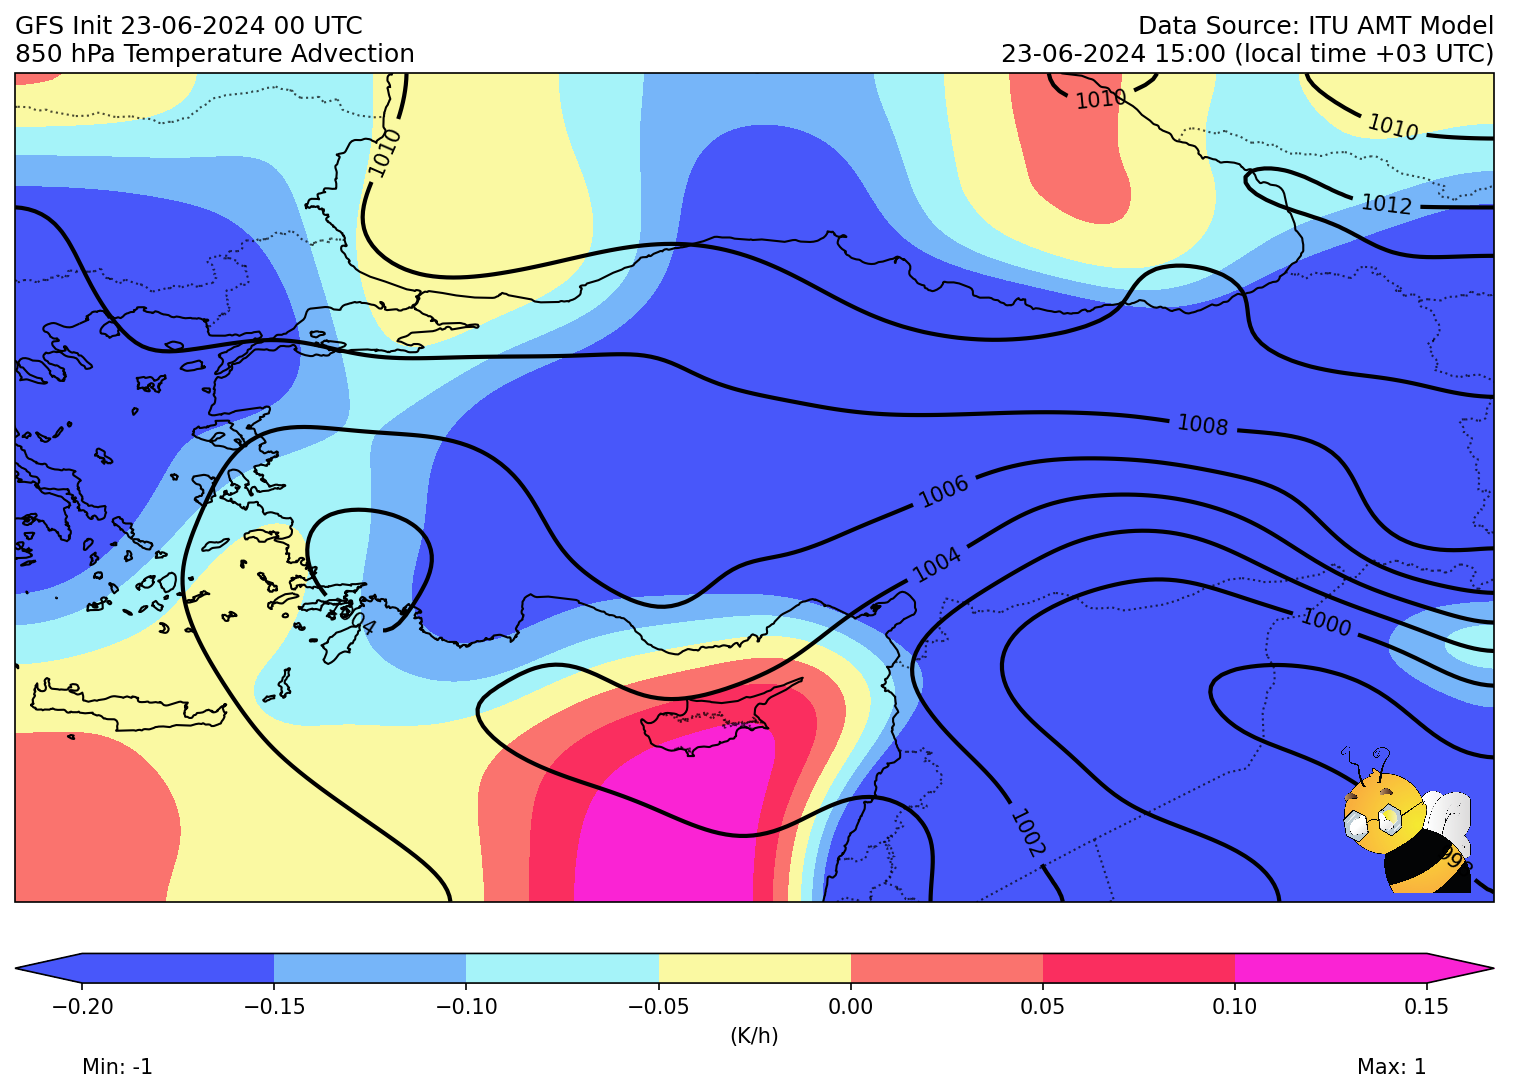 GFS Init 23-06-2024 00 UTC
850 hPa Temperature Advection
Data Source: ITU AMT Model
23-06-2024 15:00 (local time +03 UTC)
1010
1010
1010
1012
1008
1006
1004
1000
1002
−0.20
−0.15
−0.10
−0.05
0.00
0.05
0.10
0.15
(K/h)
Min: -1
Max: 1